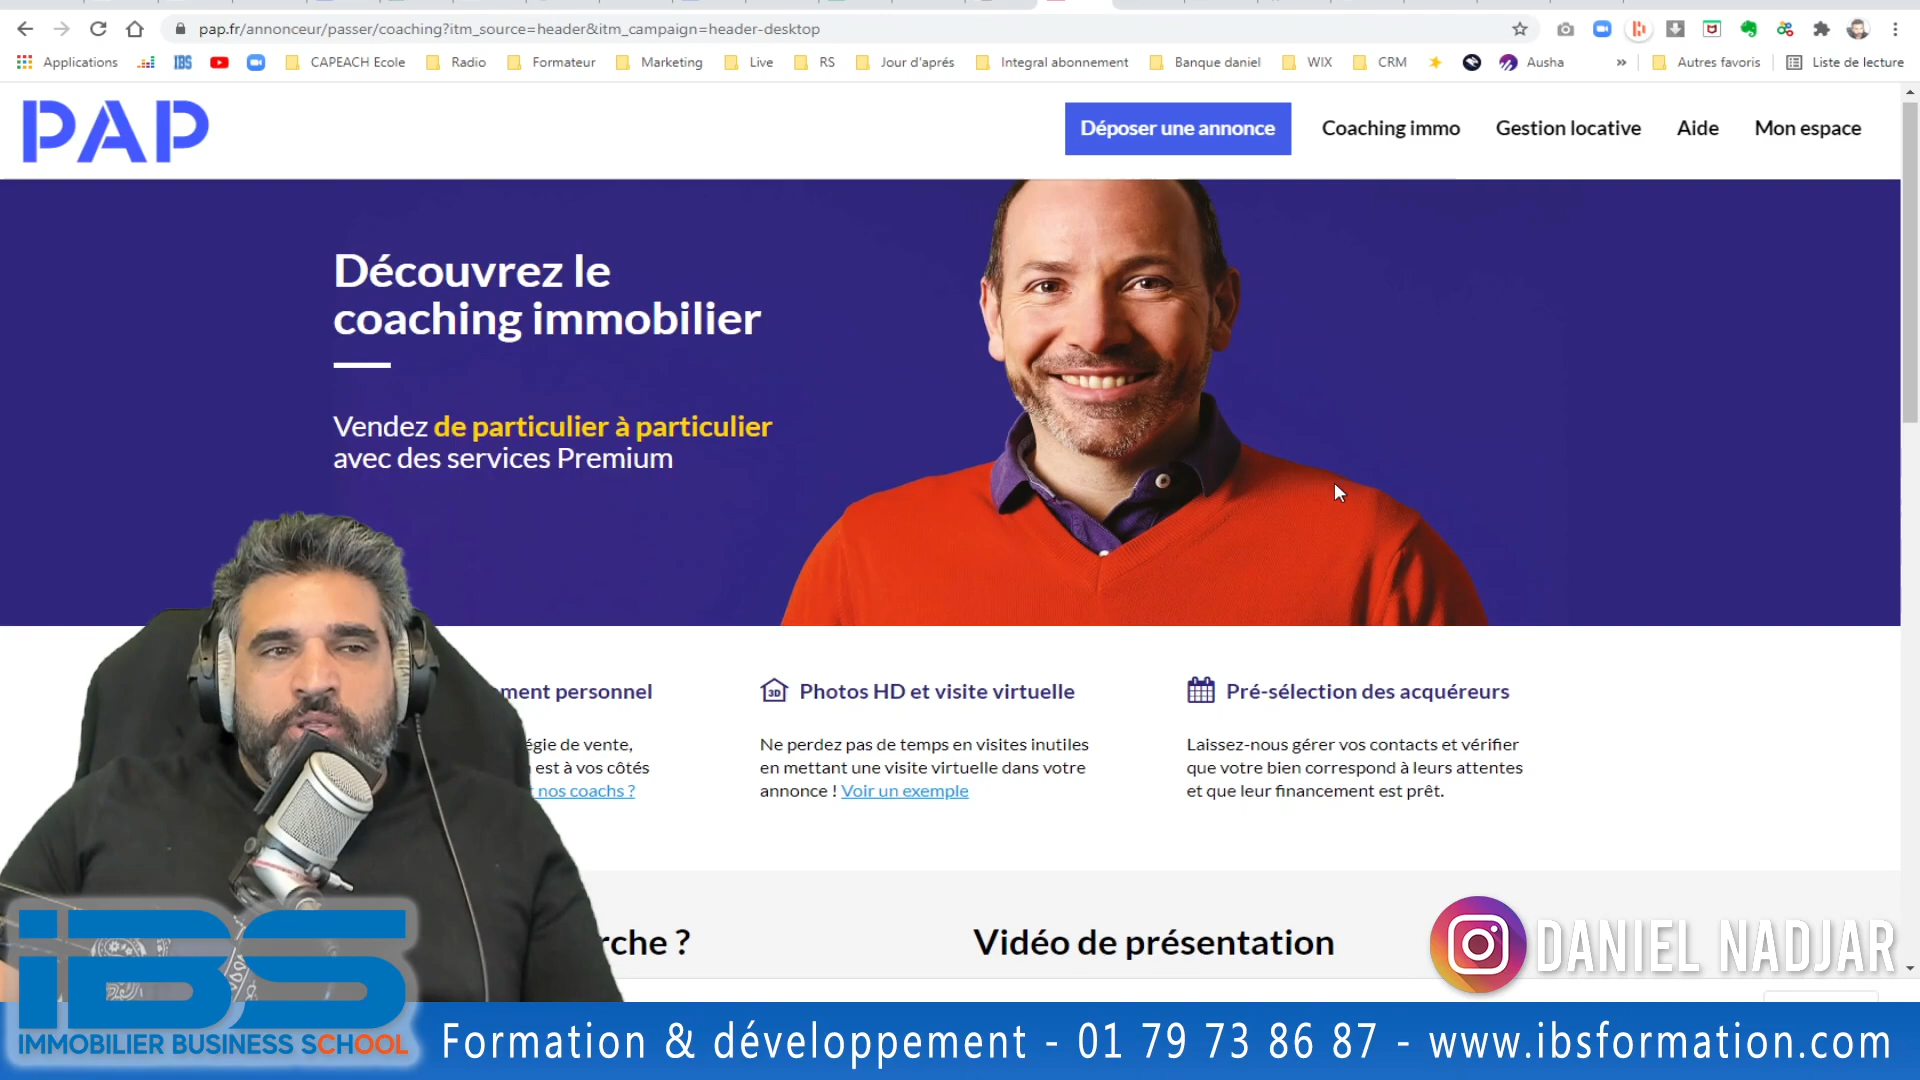 pap.fr/annonceur/passer/coaching?itm_source=header&itm_campaign=header-desktop
Applications
IBS
CAPEACH Ecole
Radio
Formateur
Marketing
Live
RS
Jour d'aprés
Integral abonnement
Banque daniel
WIX
CRM
Ausha
»
Autres favoris
Liste de lecture
PAP
Déposer une annonce
Coaching immo
Gestion locative
Aide
Mon espace
Découvrez le
coaching immobilier
Vendez de particulier à particulier
avec des services Premium
ment personnel
égie de vente,
est à vos côtés
nos coachs ?
3D
Photos HD et visite virtuelle
Ne perdez pas de temps en visites inutiles
en mettant une visite virtuelle dans votre
annonce ! Voir un exemple
Pré-sélection des acquéreurs
Laissez-nous gérer vos contacts et vérifier
que votre bien correspond à leurs attentes
et que leur financement est prêt.
rche ?
Vidéo de présentation
DANIEL NADJAR
iBS
IMMOBILIER BUSINESS SCHOOL
Formation & développement - 01 79 73 86 87 - www.ibsformation.com